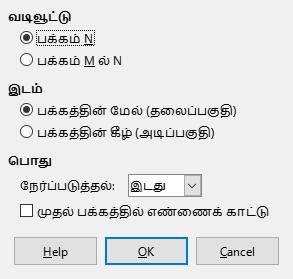 வடிவூட்டு
பக்கம் N
பக்கம் M ல் N
இடம்
பக்கத்தின் மேல் (தலைப்பகுதி)
பக்கத்தின் கீழ் (அடிப்பகுதி)
பொது
நேர்ப்படுத்தல்: இடது
முதல் பக்கத்தில் எண்ணைக் காட்டு
Help OK Cancel